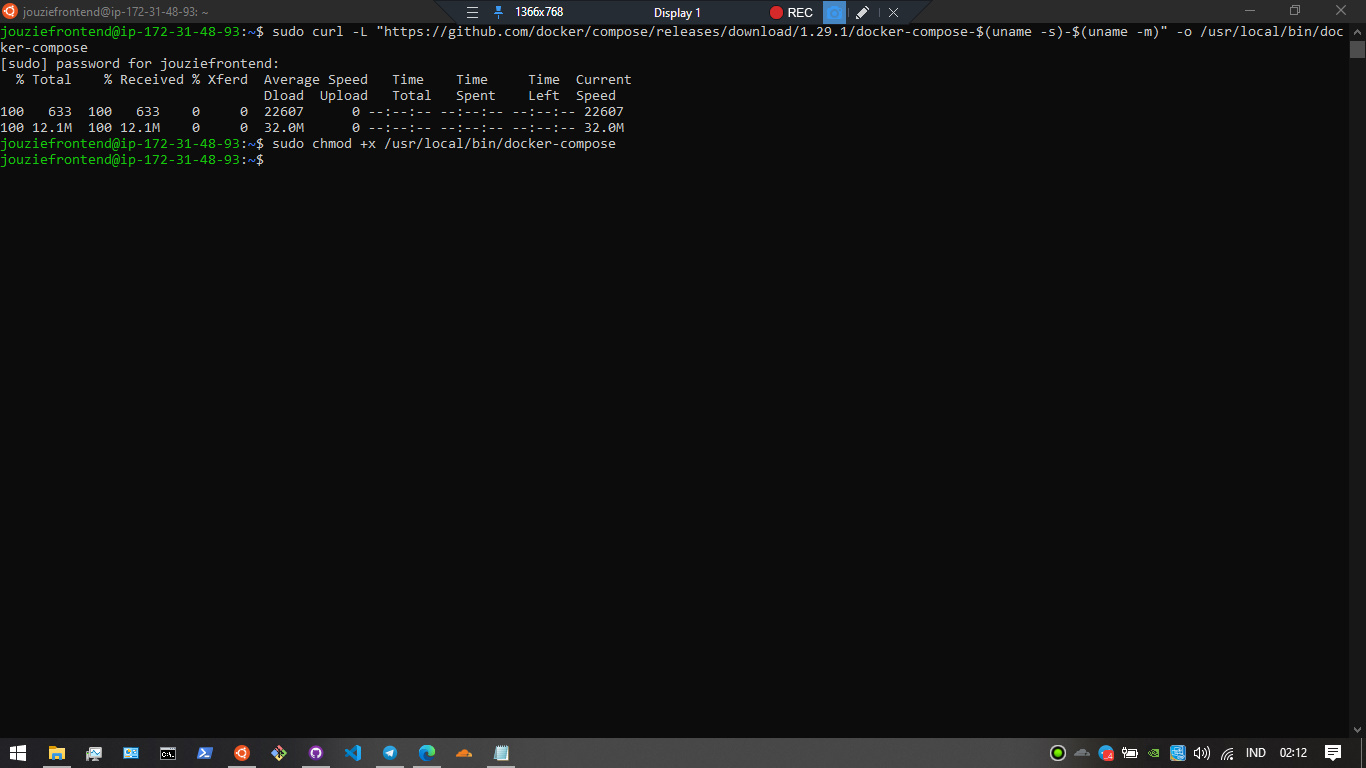 jouziefrontend@ip-172-31-48-93: ~
1366x768
Display 1
REC
jouziefrontend@ip-172-31-48-93:~$ sudo curl -L "https://github.com/docker/compose/releases/download/1.29.1/docker-compose-$(uname -s)-$(uname -m)" -o /usr/local/bin/doc
ker-compose
[sudo] password for jouziefrontend:
  % Total    % Received % Xferd  Average Speed   Time    Time     Time  Current
                                 Dload  Upload   Total   Spent    Left  Speed
100   633  100   633    0     0  22607      0 --:--:-- --:--:-- --:--:-- 22607
100 12.1M  100 12.1M    0     0  32.0M      0 --:--:-- --:--:-- --:--:-- 32.0M
jouziefrontend@ip-172-31-48-93:~$ sudo chmod +x /usr/local/bin/docker-compose
jouziefrontend@ip-172-31-48-93:~$
IND
02:12